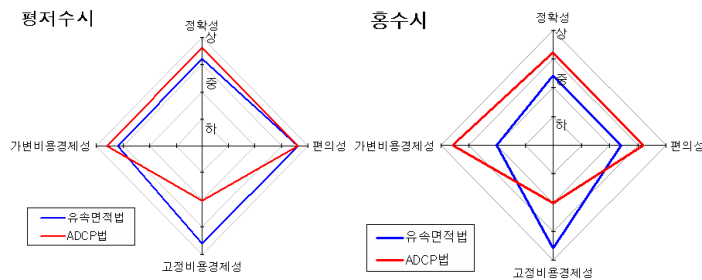 평저수시
정확성
상
중
하
가변비용경제성
편의성
고정비용경제성
유속면적법
ADCP법
홍수시
정확성
상
중
하
가변비용경제성
편의성
고정비용경제성
유속면적법
ADCP법